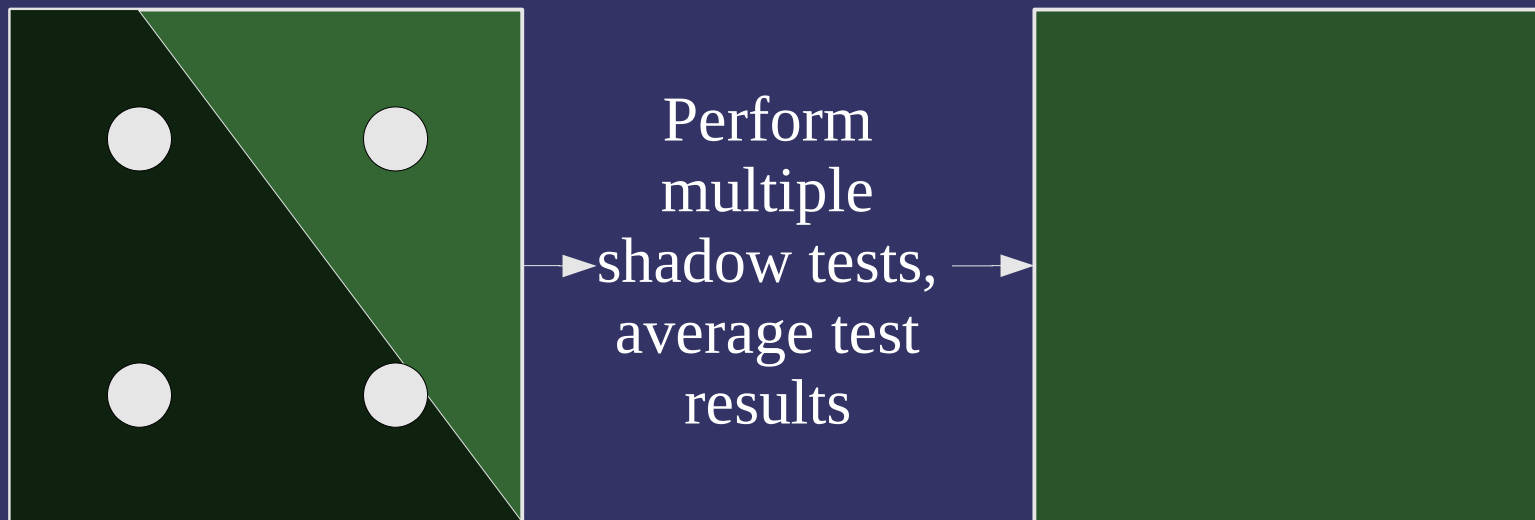 Perform
multiple
shadow tests,
average test
results